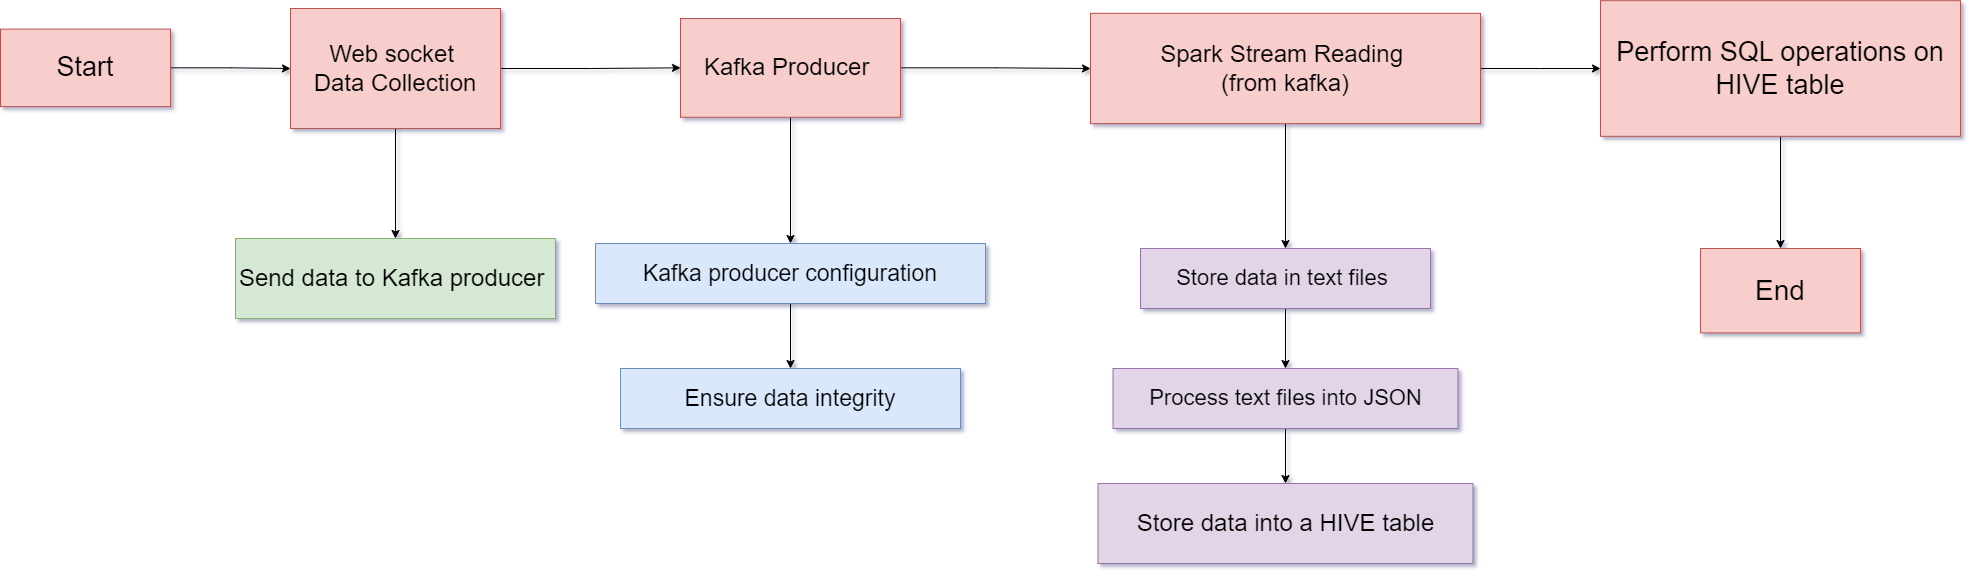 Start
Web socket
Data Collection
Kafka Producer
Spark Stream Reading
(from kafka)
Perform SQL operations on
HIVE table
Send data to Kafka producer
Kafka producer configuration
Store data in text files
End
Ensure data integrity
Process text files into JSON
Store data into a HIVE table